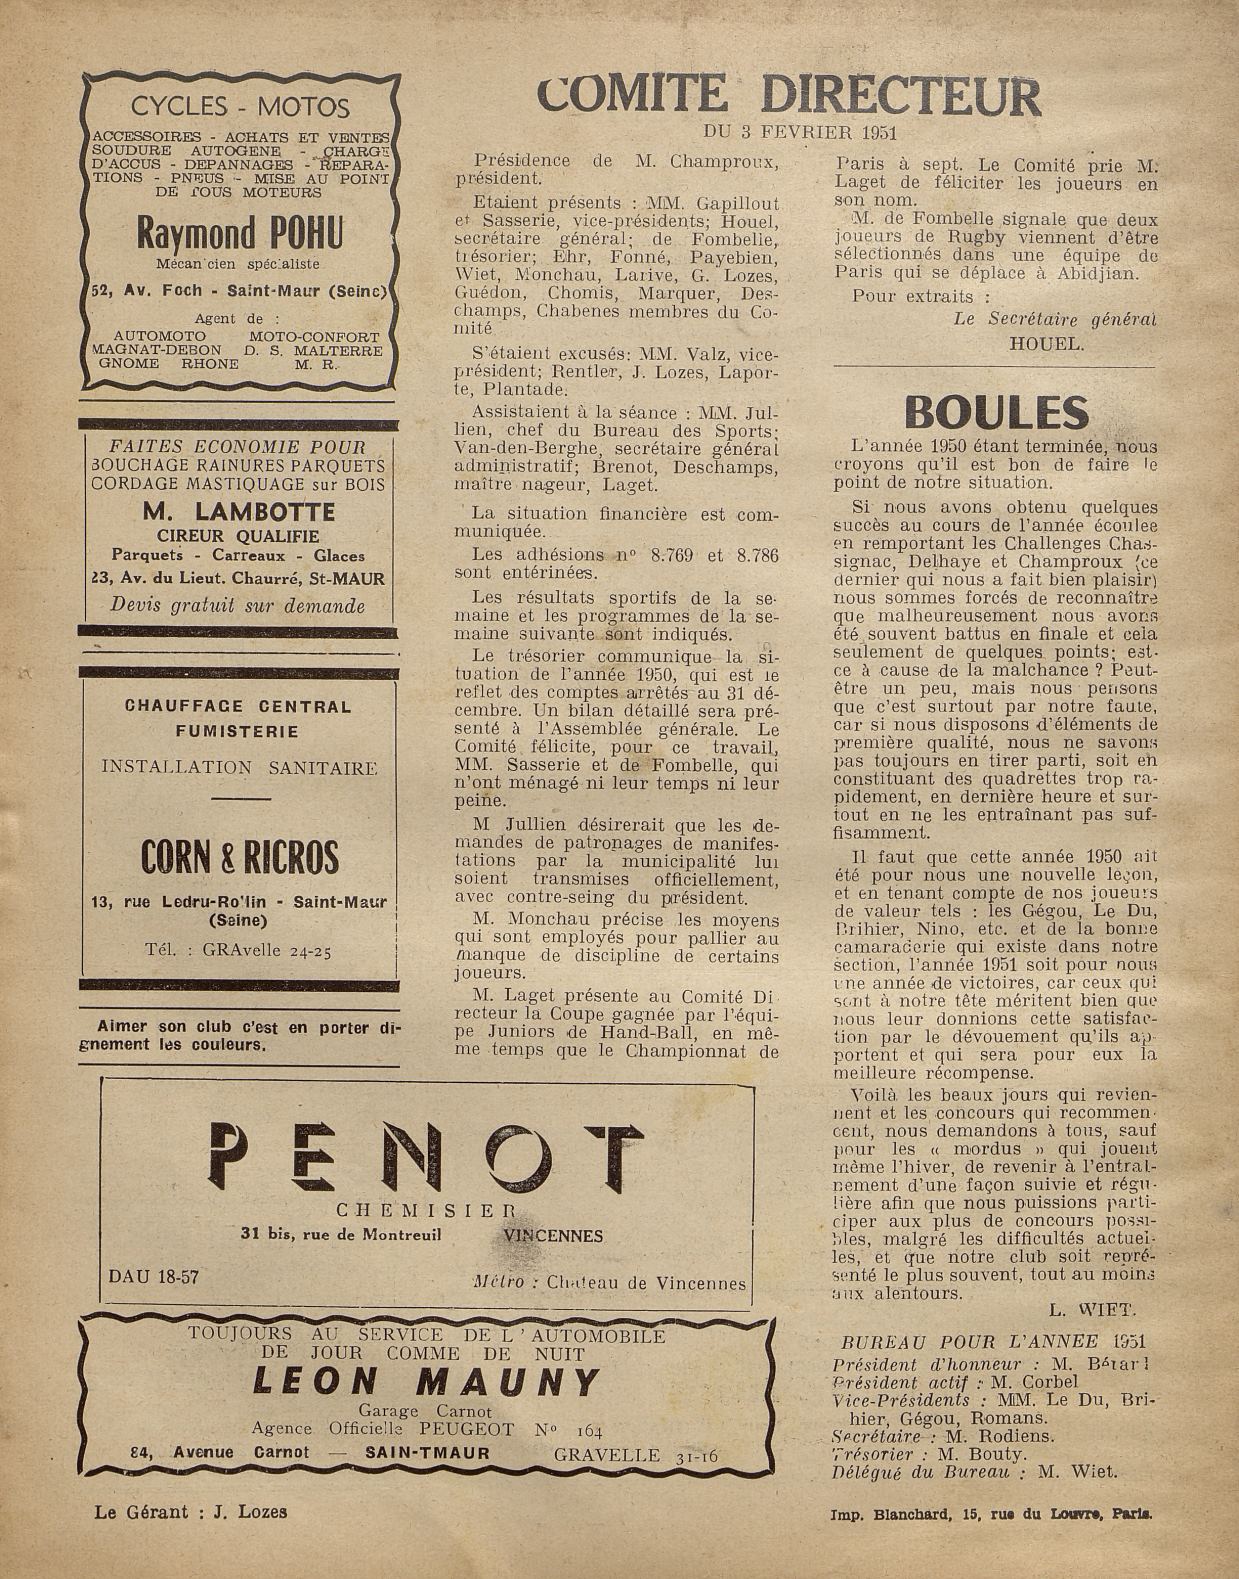 CYCLES - MOTOS
ACCESSOIRES - ACHATS ET VENTES
SOUDURE AUTOGENE - CHARGE
D'ACCUS - DEPANNAGES - REPARA-
TIONS - PNEUS - MISE AU POINT
DE TOUS MOTEURS
Raymond POHU
Mécanicien spécialiste
52, Av. Foch - Saint-Maur (Seine)
Agent de :
AUTOMOTO MOTO-CONFORT
MAGNAT-DEBON D. S. MALTERRE
GNOME RHONE M. R.
FAITES ECONOMIE POUR
BOUCHAGE RAINURES PARQUETS
CORDAGE MASTIQUAGE sur BOIS
M. LAMBOTTE
CIREUR QUALIFIE
Parquets - Carreaux - Glaces
23, Av. du Lieut. Chaurré, St-MAUR
Devis gratuit sur demande
CHAUFFAGE CENTRAL
FUMISTERIE
INSTALLATION SANITAIRE
CORN & RICROS
13, rue Ledru-Rollin - Saint-Maur
(Seine)
Tél. : GRAvelle 24-25
Aimer son club c'est en porter di-
gnement les couleurs.
COMITE DIRECTEUR
DU 3 FEVRIER 1951
Présidence de M. Champroux,
président.
Etaient présents : MM. Gapillout
et Sasserie, vice-présidents; Houel,
secrétaire général; de Fombelle,
trésorier; Ehr, Fonné, Payebien,
Wiet, Monchau, Larive, G. Lozes,
Guédon, Chomis, Marquer, Des-
champs, Chabenes membres du Co-
mité
S'étaient excusés: MM. Valz, vice-
président; Rentler, J. Lozes, Lapor-
te, Plantade.
Assistaient à la séance : MM. Jul-
lien, chef du Bureau des Sports;
Van-den-Berghe, secrétaire général
administratif; Brenot, Deschamps,
maître nageur, Laget.
La situation financière est com-
muniquée.
Les adhésions n° 8.769 et 8.786
sont entérinées.
Les résultats sportifs de la se-
maine et les programmes de la se-
maine suivante sont indiqués.
Le trésorier communique la si-
tuation de l'année 1950, qui est le
reflet des comptes arrêtés au 31 dé-
cembre. Un bilan détaillé sera pré-
senté à l'Assemblée générale. Le
Comité félicite, pour ce travail,
MM. Sasserie et de Fombelle, qui
n'ont ménagé ni leur temps ni leur
peine.
M Jullien désirerait que les de-
mandes de patronages de manifes-
tations par la municipalité lui
soient transmises officiellement,
avec contre-seing du président.
M. Monchau précise les moyens
qui sont employés pour pallier au
manque de discipline de certains
joueurs.
M. Laget présente au Comité Di-
recteur la Coupe gagnée par l'équi-
pe Juniors de Hand-Ball, en mê-
me temps que le Championnat de
Paris à sept. Le Comité prie M.
Laget de féliciter les joueurs en
son nom.
M. de Fombelle signale que deux
joueurs de Rugby viennent d'être
sélectionnés dans une équipe de
Paris qui se déplace à Abidjian.
Pour extraits :
Le Secrétaire général
HOUEL.
BOULES
L'année 1950 étant terminée, nous
croyons qu'il est bon de faire le
point de notre situation.
Si nous avons obtenu quelques
succès au cours de l'année écoulée
en remportant les Challenges Chas-
signac, Delhaye et Champroux (ce
dernier qui nous a fait bien plaisir)
nous sommes forcés de reconnaître
que malheureusement nous avons
été souvent battus en finale et cela
seulement de quelques points; est-
ce à cause de la malchance ? Peut-
être un peu, mais nous pensons
que c'est surtout par notre faute,
car si nous disposons d'éléments de
première qualité, nous ne savons
pas toujours en tirer parti, soit en
constituant des quadrettes trop ra-
pidement, en dernière heure et sur-
tout en ne les entraînant pas suf-
fisamment.
Il faut que cette année 1950 ait
été pour nous une nouvelle leçon,
et en tenant compte de nos joueurs
de valeur tels : les Gégou, Le Du,
Brihier, Nino, etc. et de la bonne
camaraderie qui existe dans notre
section, l'année 1951 soit pour nous
une année de victoires, car ceux qui
sont à notre tête méritent bien que
nous leur donnions cette satisfac-
tion par le dévouement qu'ils ap-
portent et qui sera pour eux la
meilleure récompense.
Voilà les beaux jours qui revien-
nent et les concours qui recommen-
cent, nous demandons à tous, sauf
pour les « mordus » qui jouent
même l'hiver, de revenir à l'entraî-
nement d'une façon suivie et régu-
lière afin que nous puissions parti-
ciper aux plus de concours possi-
bles, malgré les difficultés actuel-
les, et que notre club soit repré-
senté le plus souvent, tout au moins
aux alentours.
L. WIET.
BUREAU POUR L'ANNEE 1951
Président d'honneur : M.
Président actif : M. Corbel
Vice-Présidents : MM. Le Du, Bri-
hier, Gégou, Romans.
Secrétaire : M. Rodiens.
Trésorier : M. Bouty.
Délégué du Bureau : M. Wiet.
PENOT
CHEMISIER
31 bis, rue de Montreuil VINCENNES
DAU 18-57 Métro : Chateau de Vincennes
TOUJOURS AU SERVICE DE L'AUTOMOBILE
DE JOUR COMME DE NUIT
LEON MAUNY
Garage Carnot
Agence Officielle PEUGEOT N° 164
84, Avenue Carnot — SAIN-TMAUR GRAVELLE 31-16
Le Gérant : J. Lozes
Imp. Blanchard, 15, rue du Louvre, Paris.